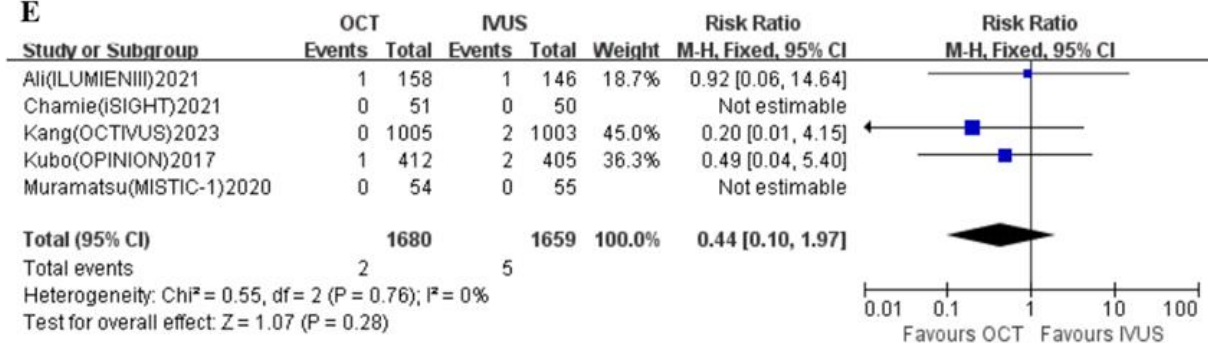 E
OCT IVUS Risk Ratio Risk Ratio
Study or Subgroup Events Total Events Total Weight M-H, Fixed, 95% CI M-H, Fixed, 95% CI
Ali(ILUMIENIII)2021 1 158 1 146 18.7% 0.92 [0.06, 14.64]
Chamie(iSIGHT)2021 0 51 0 50 Not estimable
Kang(OCTIVUS)2023 0 1005 2 1003 45.0% 0.20 [0.01, 4.15]
Kubo(OPINION)2017 1 412 2 405 36.3% 0.49 [0.04, 5.40]
Muramatsu(MISTIC-1)2020 0 54 0 55 Not estimable
Total (95% CI) 1680 1659 100.0% 0.44 [0.10, 1.97]
Total events 2 5
Heterogeneity: Chi² = 0.55, df = 2 (P = 0.76); I² = 0%
Test for overall effect: Z = 1.07 (P = 0.28)
0.01 0.1 1 10 100
Favours OCT Favours IVUS